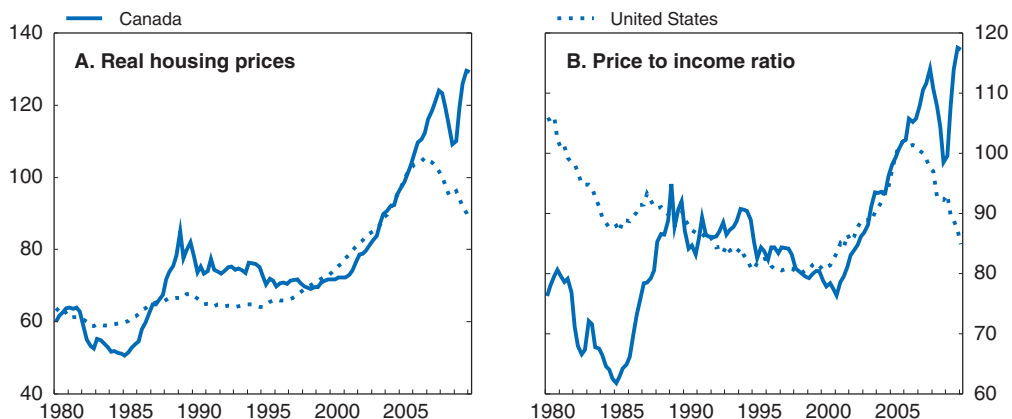 Canada
United States
A. Real housing prices
140
120
100
80
60
40
1980 1985 1990 1995 2000 2005
B. Price to income ratio
120
110
100
90
80
70
60
1980 1985 1990 1995 2000 2005